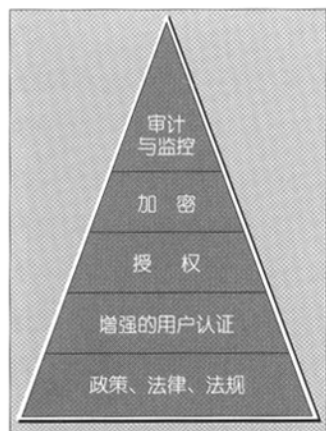 审计
与监控
加 密
授 权
增强的用户认证
政策、法律、法规